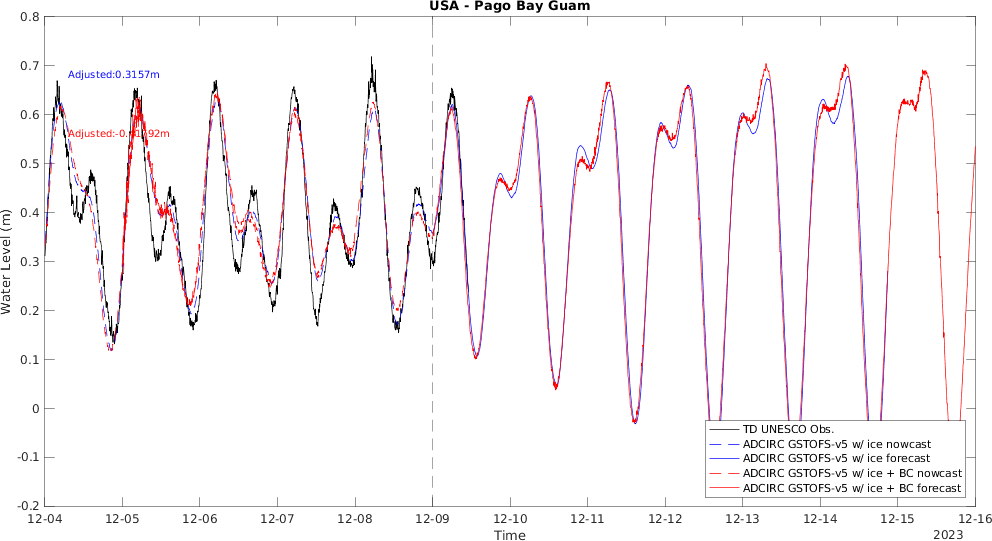 USA - Pago Bay Guam
0.8
0.7
0.6
0.5
0.4
0.3
0.2
0.1
0
-0.1
-0.2
Water Level (m)
Adjusted:0.3157m
TD UNESCO Obs.
ADCIRC GSTOFS-v5 w/ ice nowcast
ADCIRC GSTOFS-v5 w/ ice forecast
ADCIRC GSTOFS-v5 w/ ice + BC nowcast
ADCIRC GSTOFS-v5 w/ ice + BC forecast
12-04 12-05 12-06 12-07 12-08 12-09 12-10 12-11 12-12 12-13 12-14 12-15 12-16
Time
2023